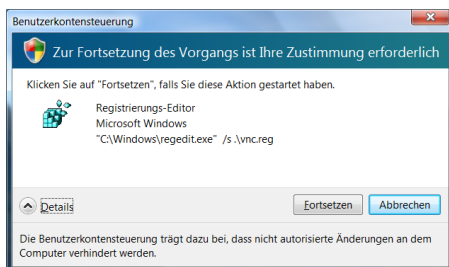 Benutzerkontensteuerung
Zur Fortsetzung des Vorgangs ist Ihre Zustimmung erforderlich
Klicken Sie auf "Fortsetzen", falls Sie diese Aktion gestartet haben.
Registrierungs-Editor
Microsoft Windows
"C:\Windows\regedit.exe" /s .\vnc.reg
Details
Fortsetzen
Abbrechen
Die Benutzerkontensteuerung trägt dazu bei, dass nicht autorisierte Änderungen an dem
Computer verhindert werden.